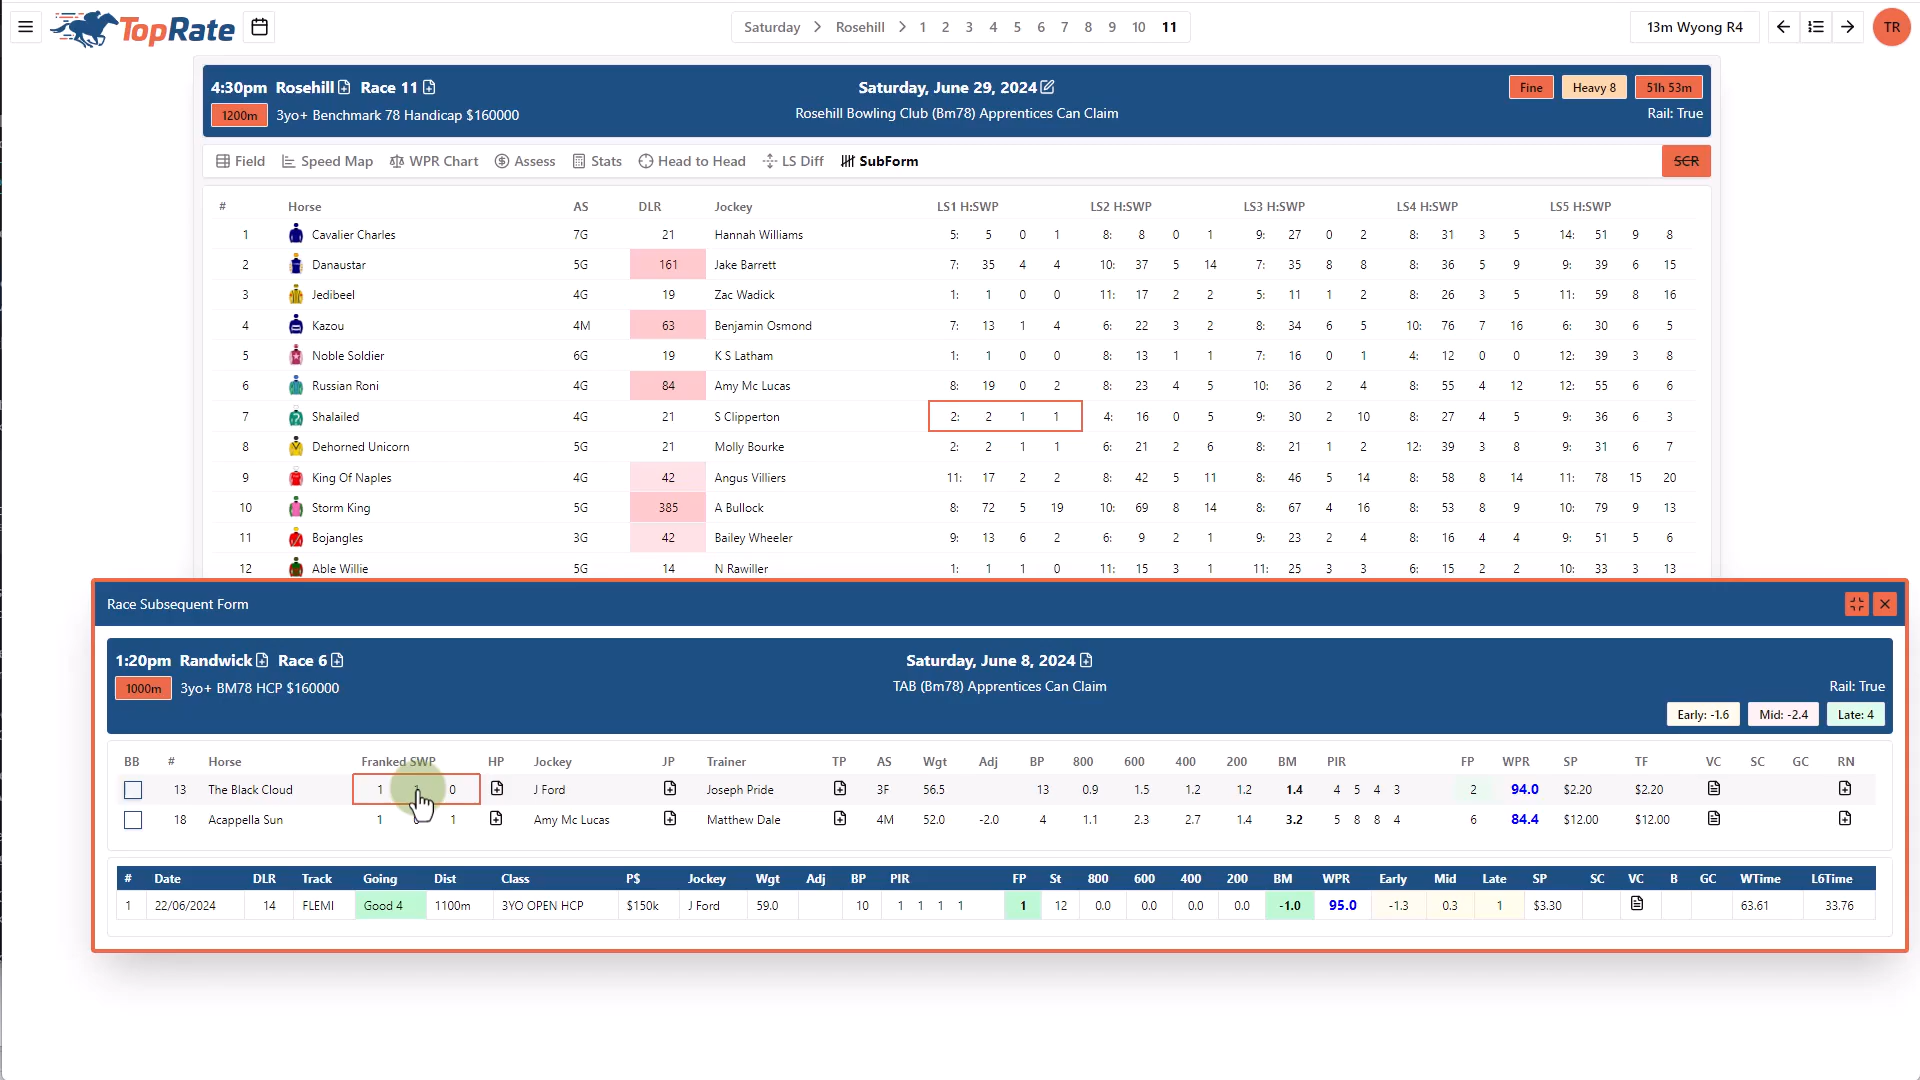 TopRate
Saturday > Rosehill > 1 2 3 4 5 6 7 8 9 10 11
13m Wyong R4
TR
4:30pm Rosehill Race 11
Saturday, June 29, 2024
Fine Heavy 8 51h 53m
1200m 3yo+ Benchmark 78 Handicap $160000
Rosehill Bowling Club (Bm78) Apprentices Can Claim
Rail: True
Field Speed Map WPR Chart Assess Stats Head to Head LS Diff SubForm
SCR
# Horse AS DLR Jockey LS1 H:SWP LS2 H:SWP LS3 H:SWP LS4 H:SWP LS5 H:SWP
1 Cavalier Charles 7G 21 Hannah Williams 5: 5 0 1 8: 8 0 1 9: 27 0 2 8: 31 3 5 14: 51 9 8
2 Danaustar 5G 161 Jake Barrett 7: 35 4 4 10: 37 5 14 7: 35 8 8 8: 36 5 9 9: 39 6 15
3 Jedibeel 4G 19 Zac Wadick 1: 1 0 0 11: 17 2 2 5: 11 1 2 8: 26 3 5 11: 59 8 16
4 Kazou 4M 63 Benjamin Osmond 7: 13 1 4 6: 22 3 2 8: 34 6 5 10: 76 7 16 6: 30 6 5
5 Noble Soldier 6G 19 K S Latham 1: 1 0 0 8: 13 1 1 7: 16 0 1 4: 12 0 0 12: 39 3 8
6 Russian Roni 4G 84 Amy Mc Lucas 8: 19 0 2 8: 23 4 5 10: 36 2 4 8: 55 4 12 12: 55 6 6
7 Shalailed 4G 21 S Clipperton 2: 2 1 1 4: 16 0 5 9: 30 2 10 8: 27 4 5 9: 36 6 3
8 Dehorned Unicorn 5G 21 Molly Bourke 2: 2 1 1 6: 21 2 6 8: 21 1 2 12: 39 3 8 9: 31 6 7
9 King Of Naples 4G 42 Angus Villiers 11: 17 2 2 8: 42 5 11 8: 46 5 14 8: 58 8 14 11: 78 15 20
10 Storm King 5G 385 A Bullock 8: 72 5 19 10: 69 8 14 8: 67 4 16 8: 53 8 9 10: 79 9 13
11 Bojangles 3G 42 Bailey Wheeler 9: 13 6 2 6: 9 2 1 9: 23 2 4 8: 16 4 4 9: 51 5 6
12 Able Willie 5G 14 N Rawiller 1: 1 1 0 11: 15 3 1 11: 25 3 3 6: 15 2 2 10: 33 3 13
Race Subsequent Form
1:20pm Randwick Race 6
Saturday, June 8, 2024
1000m 3yo+ BM78 HCP $160000
TAB (Bm78) Apprentices Can Claim
Rail: True
Early: -1.6 Mid: -2.4 Late: 4
BB # Horse Franked SWP HP Jockey JP Trainer TP AS Wgt Adj BP 800 600 400 200 BM PIR FP WPR SP TF VC SC GC RN
13 The Black Cloud 1 0 J Ford Joseph Pride 3F 56.5 13 0.9 1.5 1.2 1.2 1.4 4 5 4 3 2 94.0 $2.20 $2.20
18 Acappella Sun 1 1 Amy Mc Lucas Matthew Dale 4M 52.0 -2.0 4 1.1 2.3 2.7 1.4 3.2 5 8 8 4 6 84.4 $12.00 $12.00
# Date DLR Track Going Dist Class P$ Jockey Wgt Adj BP PIR FP St 800 600 400 200 BM WPR Early Mid Late SP SC VC B GC WTime L6Time
1 22/06/2024 14 FLEMI Good 4 1100m 3YO OPEN HCP $150k J Ford 59.0 10 1 1 1 1 1 12 0.0 0.0 0.0 0.0 -1.0 95.0 -1.3 0.3 1 $3.30 63.61 33.76